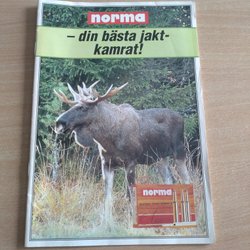 norma
– din bästa jakt-
kamrat!
norma